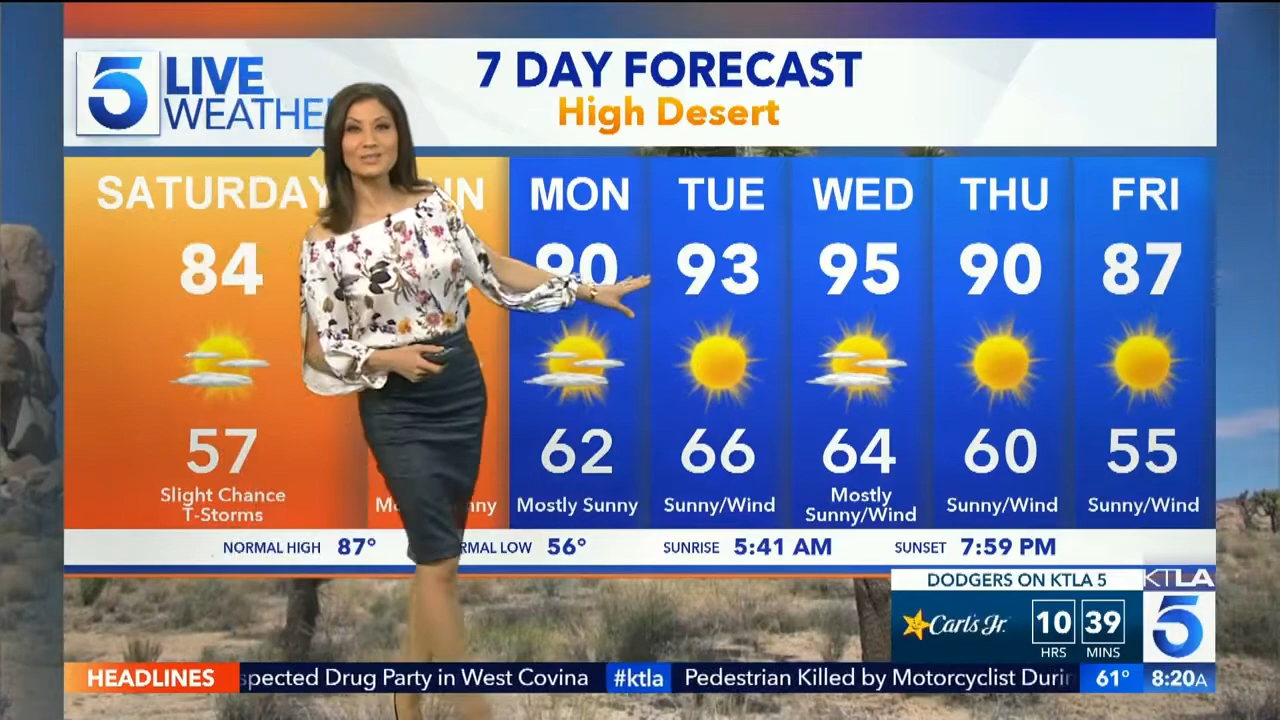 5 LIVE
WEATHE
7 DAY FORECAST
High Desert
SATURDAY
MON TUE WED THU FRI
84 90 93 95 90 87
57 62 66 64 60 55
Slight Chance
T-Storms
Mostly Sunny
Sunny/Wind
Mostly
Sunny/Wind
Sunny/Wind
Sunny/Wind
NORMAL HIGH 87° RMAL LOW 56° SUNRISE 5:41 AM SUNSET 7:59 PM
DODGERS ON KTLA 5
KTLA
5
Carl's Jr.
10 39
HRS MINS
HEADLINES spected Drug Party in West Covina #ktla Pedestrian Killed by Motorcyclist Durin 61° 8:20A